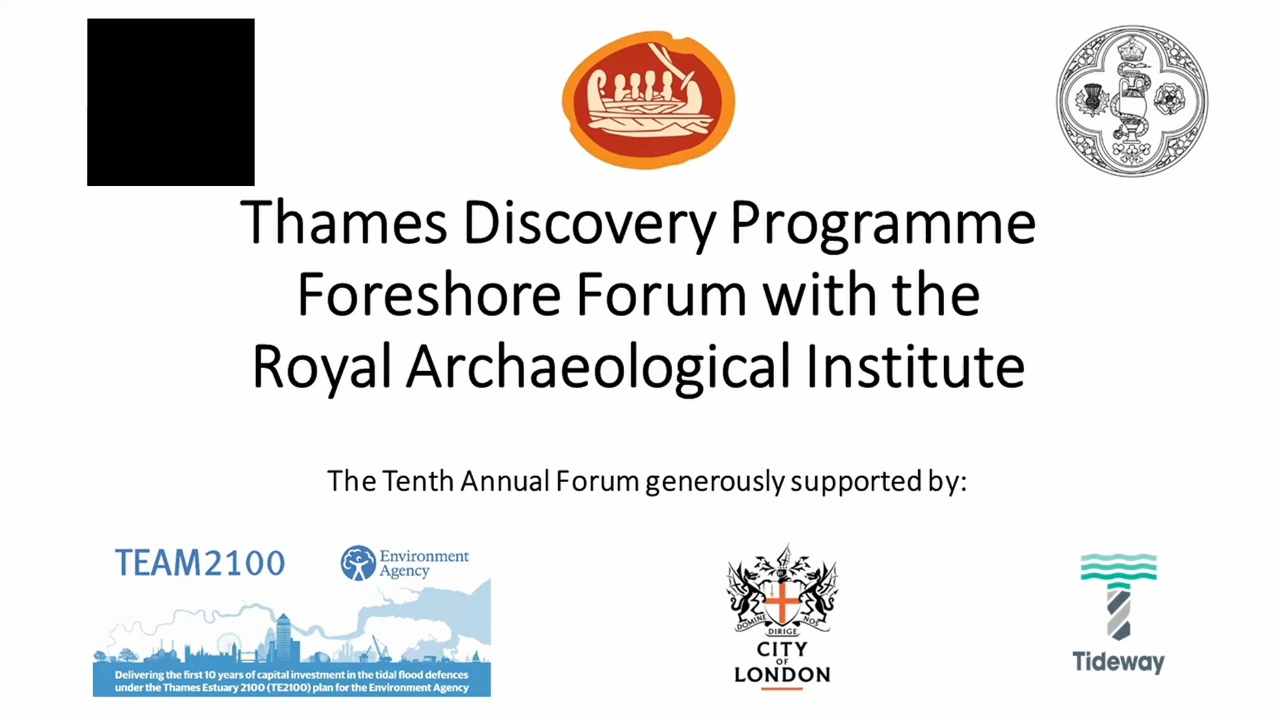 Thames Discovery Programme
Foreshore Forum with the
Royal Archaeological Institute
The Tenth Annual Forum generously supported by:
TEAM2100
Environment
Agency
Delivering the first 10 years of capital investment in the tidal flood defences
under the Thames Estuary 2100 (TE2100) plan for the Environment Agency
DOMINE NOS
DIRIGE
CITY
OF
LONDON
Tideway